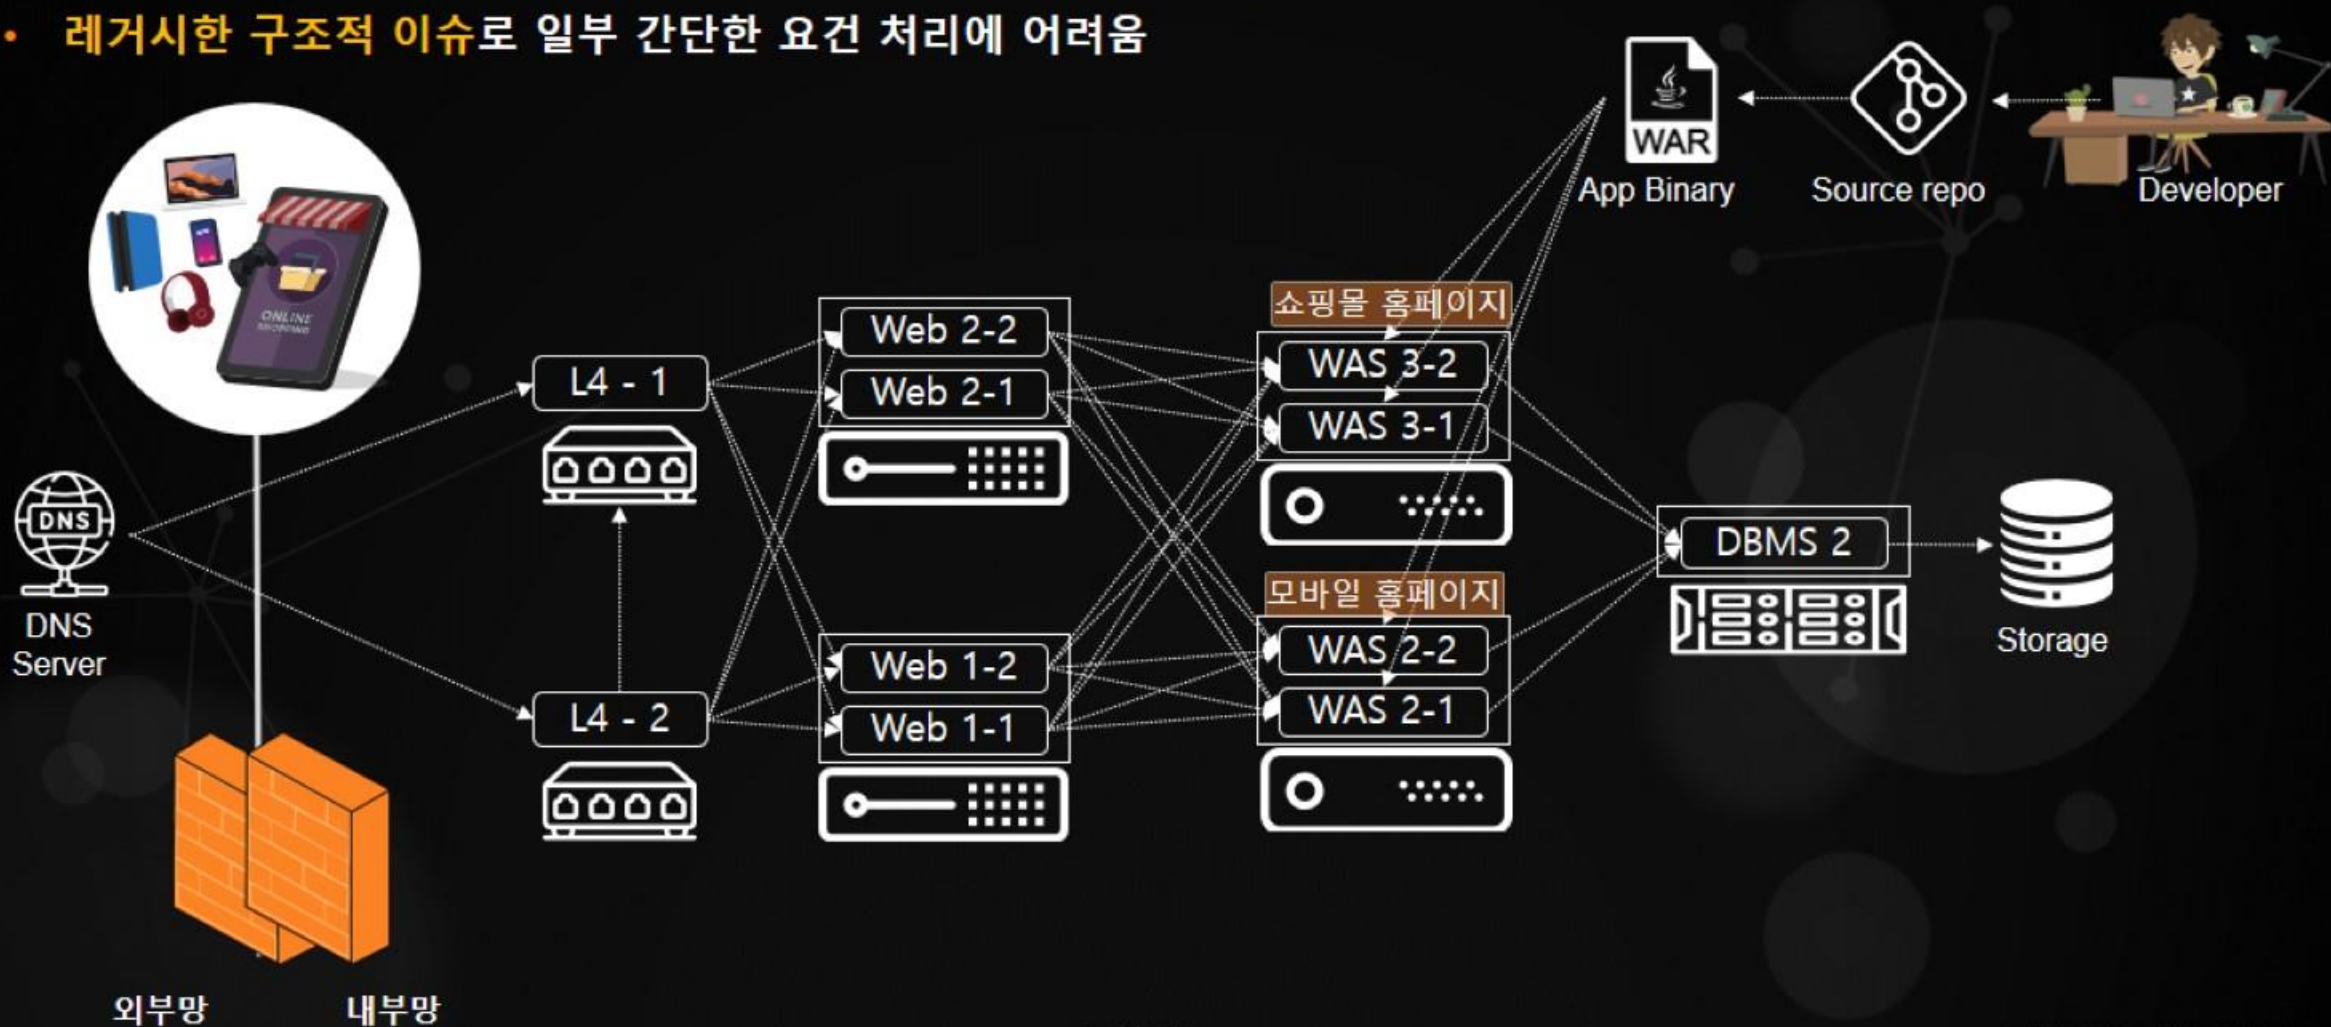 • 레거시한 구조적 이슈로 일부 간단한 요건 처리에 어려움
WAR
App Binary
Source repo
Developer
ONLINE
쇼핑몰 홈페이지
Web 2-2
WAS 3-2
L4 - 1
Web 2-1
WAS 3-1
DNS
DNS
Server
DBMS 2
Storage
모바일 홈페이지
Web 1-2
WAS 2-2
L4 - 2
Web 1-1
WAS 2-1
외부망
내부망